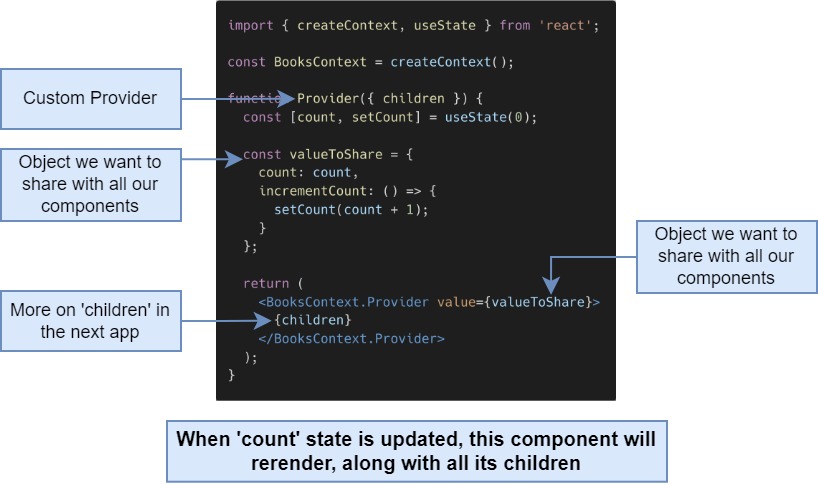 import { createContext, useState } from 'react';
const BooksContext = createContext();
Custom Provider
function Provider({ children }) {
const [count, setCount] = useState(0);
Object we want to
share with all our
components
const valueToShare = {
count: count,
incrementCount: () => {
setCount(count + 1);
}
};
Object we want to
share with all our
components
return (
<BooksContext.Provider value={valueToShare}>
More on 'children' in
the next app
{children}
</BooksContext.Provider>
);
}
When 'count' state is updated, this component will
rerender, along with all its children